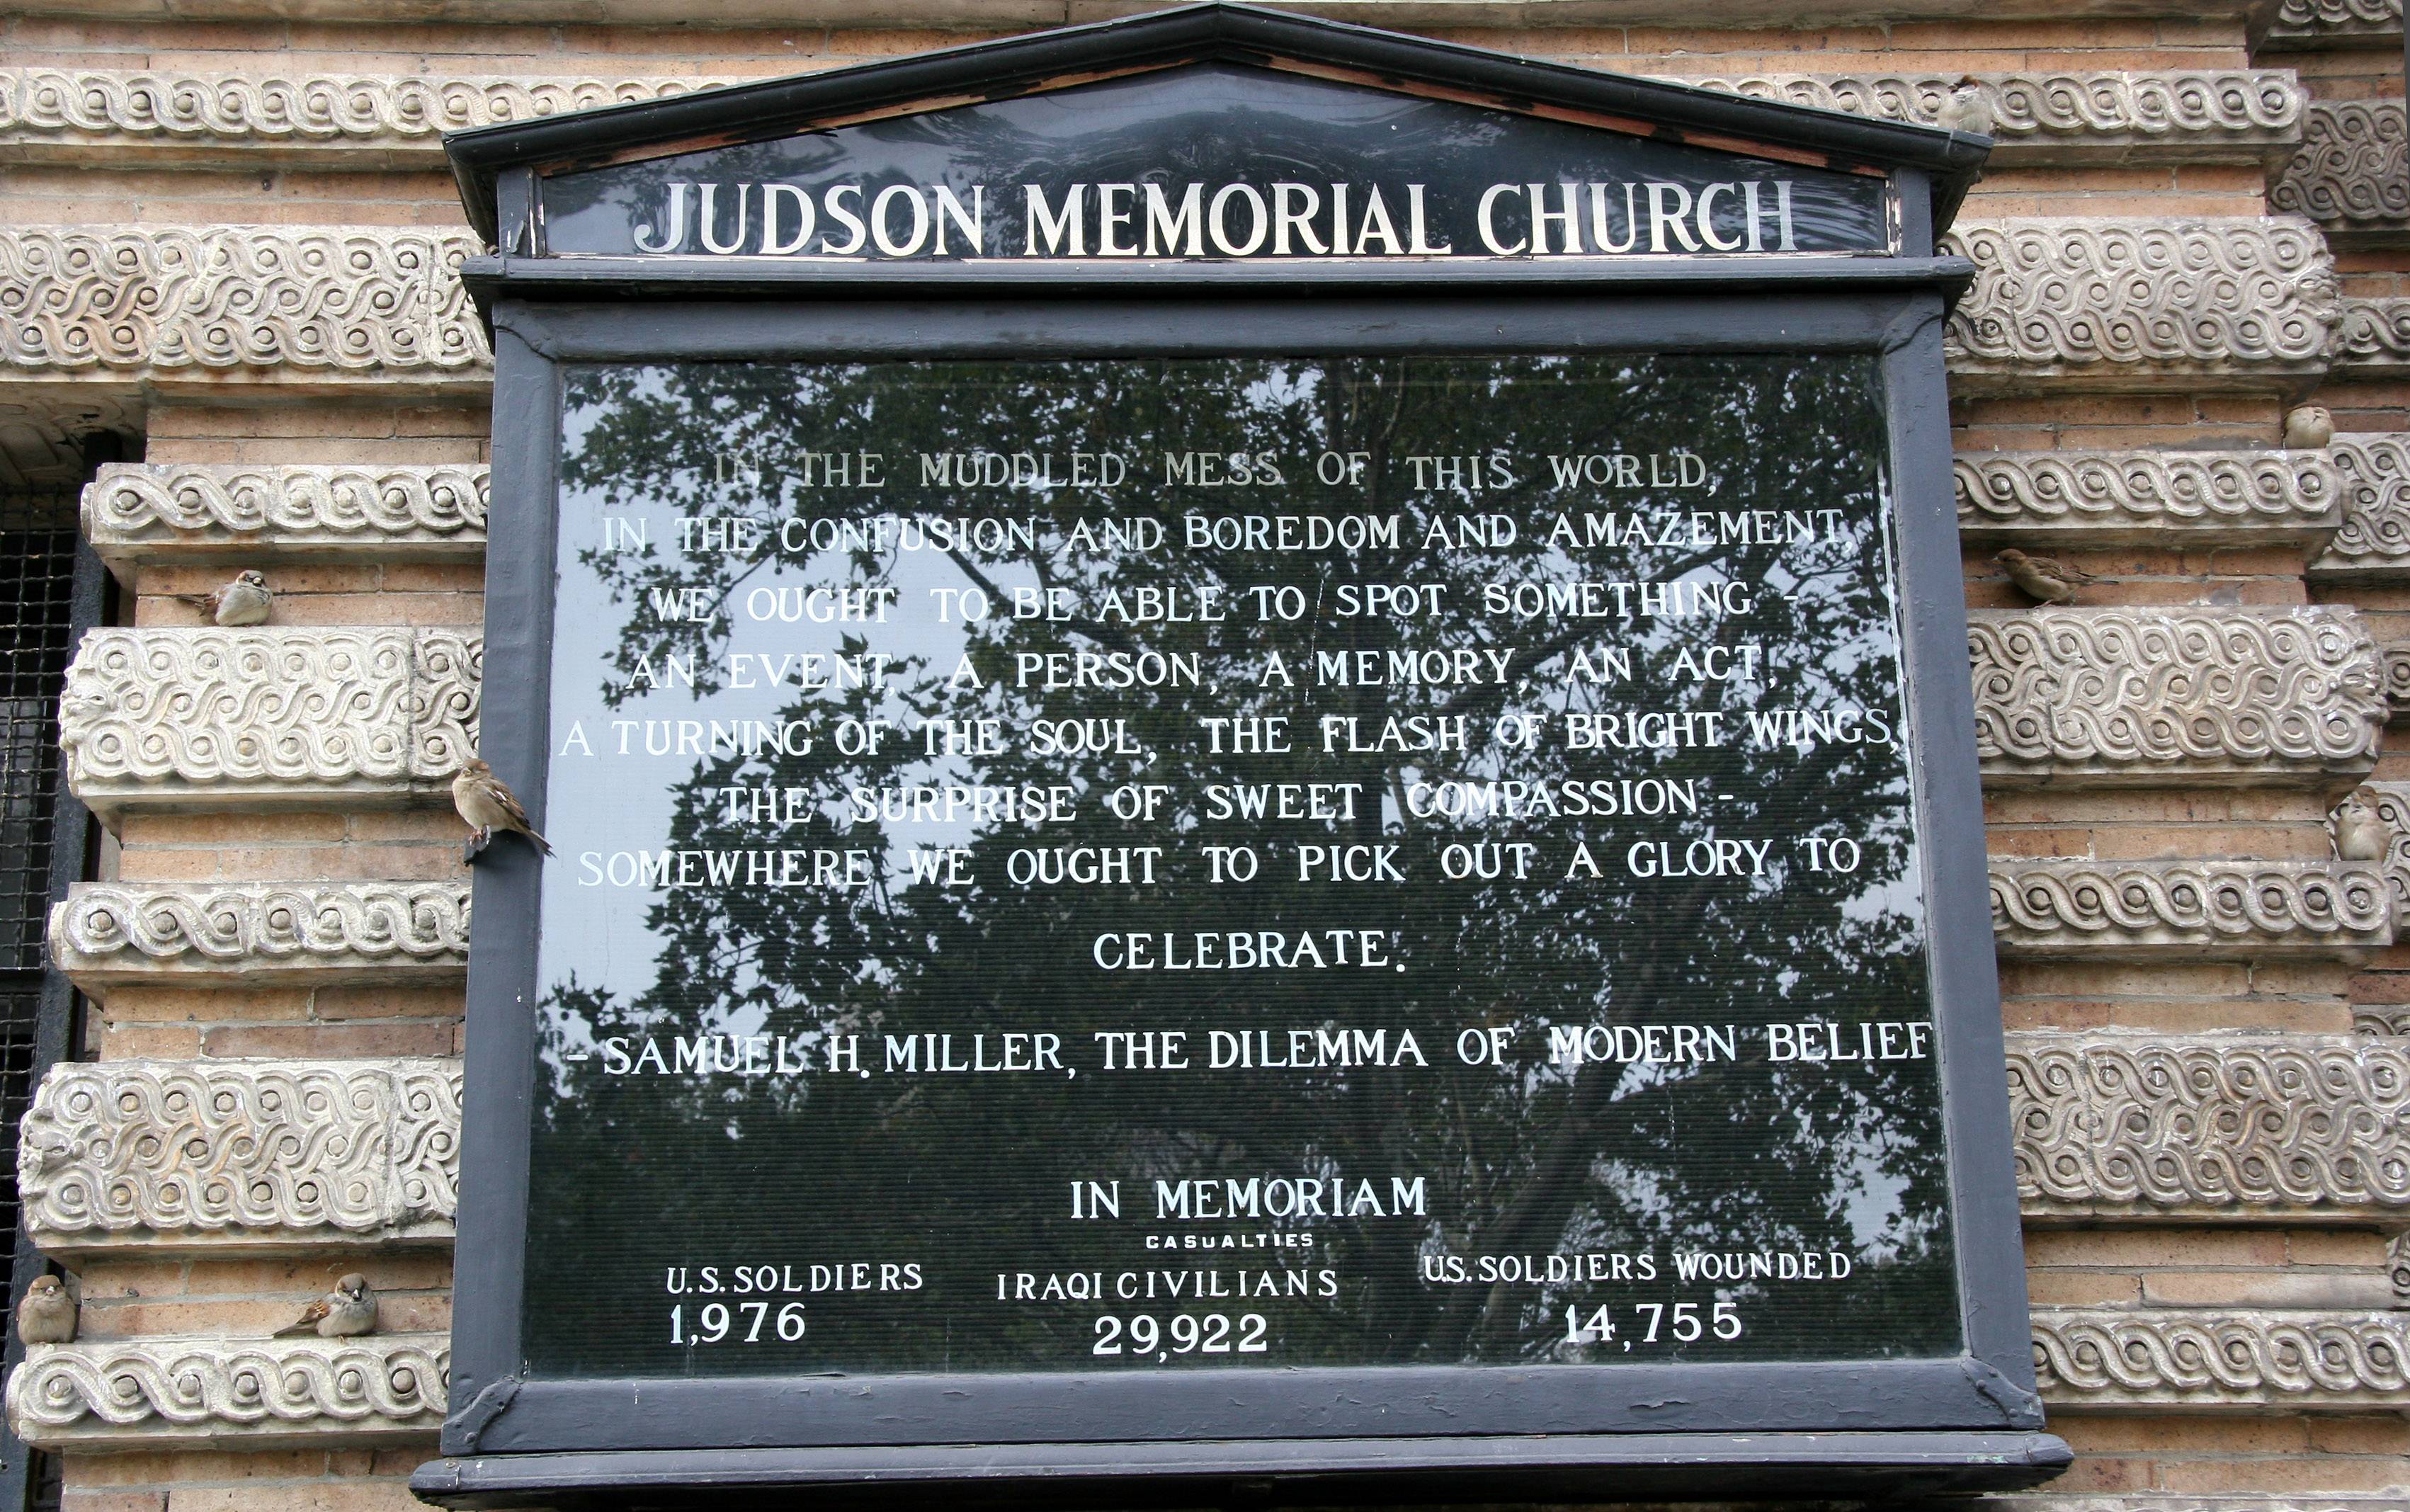 JUDSON MEMORIAL CHURCH
IN THE MUDDLED MESS OF THIS WORLD,
IN THE CONFUSION AND BOREDOM AND AMAZEMENT,
WE OUGHT TO BE ABLE TO SPOT SOMETHING -
AN EVENT, A PERSON, A MEMORY, AN ACT,
A TURNING OF THE SOUL, THE FLASH OF BRIGHT WINGS,
THE SURPRISE OF SWEET COMPASSION -
SOMEWHERE WE OUGHT TO PICK OUT A GLORY TO
CELEBRATE.
- SAMUEL H. MILLER, THE DILEMMA OF MODERN BELIEF
IN MEMORIAM
CASUALTIES
U.S. SOLDIERS IRAQI CIVILIANS U.S. SOLDIERS WOUNDED
1,976 29,922 14,755